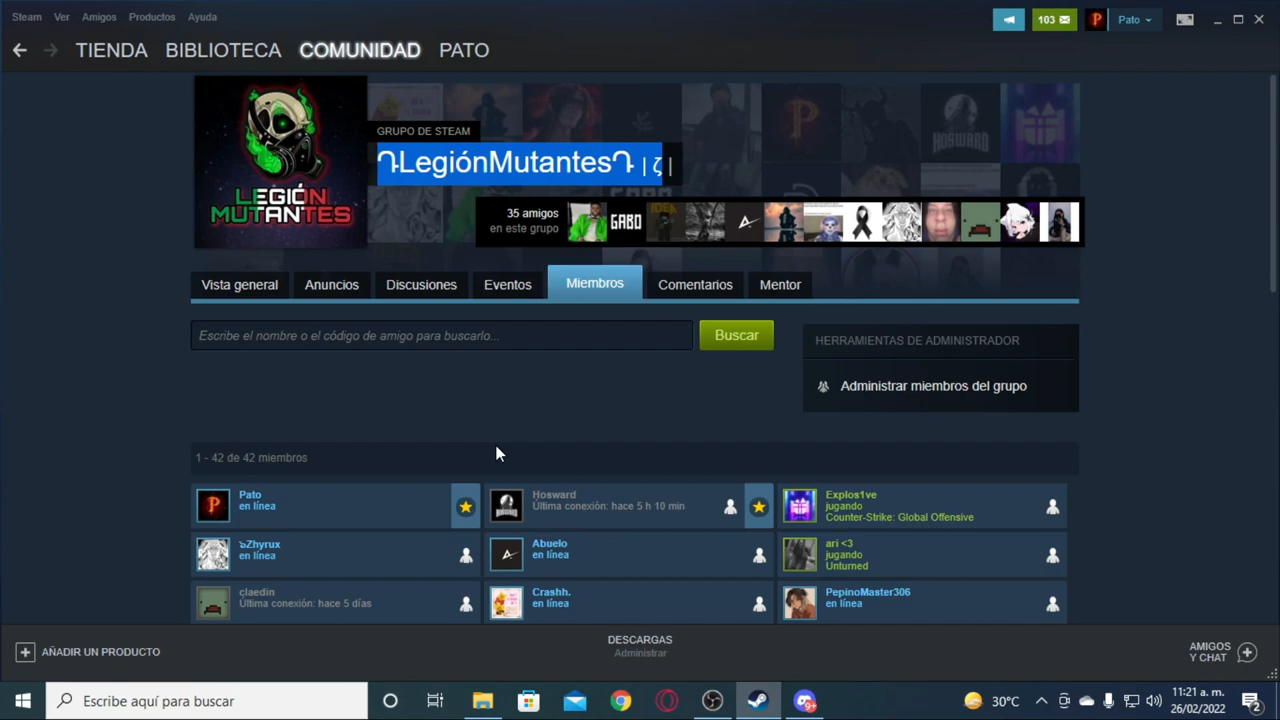 Steam Ver Amigos Productos Ayuda
103 Pato
TIENDA BIBLIOTECA COMUNIDAD PATO
GRUPO DE STEAM
ԴLegiónMutantesԴ | ζ |
LEGIÓN
MUTANTES
HOSWARD
35 amigos
en este grupo
GABO
Vista general Anuncios Discusiones Eventos Miembros Comentarios Mentor
Escribe el nombre o el código de amigo para buscarlo... Buscar
HERRAMIENTAS DE ADMINISTRADOR
Administrar miembros del grupo
1 - 42 de 42 miembros
Pato
en línea
Hosward
Última conexión: hace 5 h 10 min
Explos1ve
jugando
Counter-Strike: Global Offensive
ъZhyrux
en línea
Abuelo
en línea
ari <3
jugando
Unturned
claedin
Última conexión: hace 5 días
Crashh.
en línea
PepinoMaster306
en línea
AÑADIR UN PRODUCTO
DESCARGAS
Administrar
AMIGOS
Y CHAT
Escribe aquí para buscar
9+
30°C
11:21 a. m.
26/02/2022
2